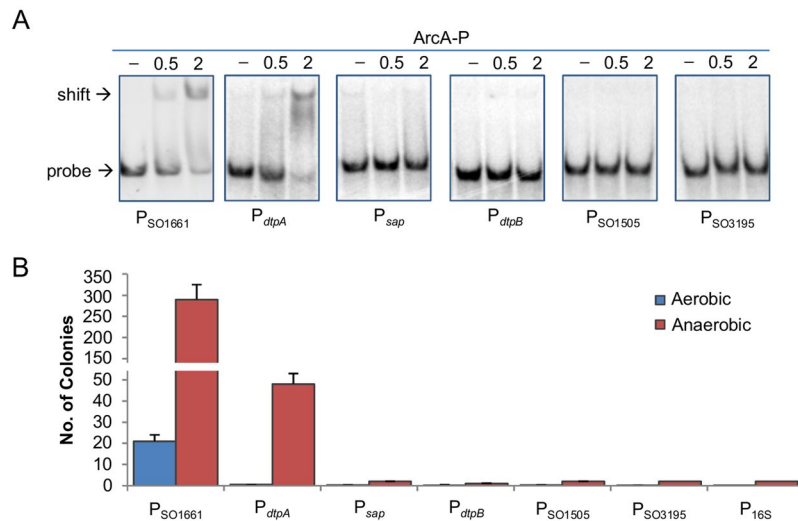 A
ArcA-P
– 0.5 2 – 0.5 2 – 0.5 2 – 0.5 2 – 0.5 2 – 0.5 2
shift →
probe →
PSO1661 PdtpA Psap PdtpB PSO1505 PSO3195
B
No. of Colonies
350
300
250
200
150
50
40
30
20
10
0
Aerobic
Anaerobic
PSO1661 PdtpA Psap PdtpB PSO1505 PSO3195 P16S